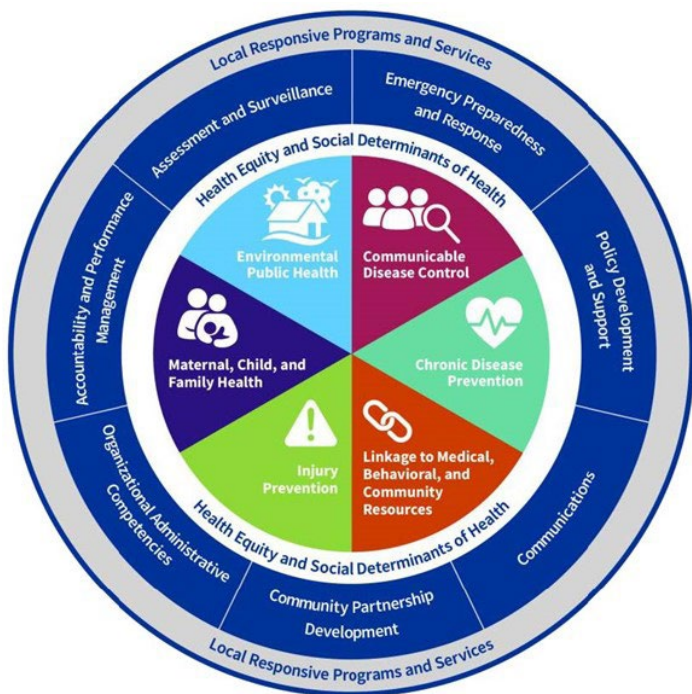 Local Responsive Programs and Services
Assessment and Surveillance
Emergency Preparedness
and Response
Policy Development
and Support
Communications
Community Partnership
Development
Organizational Administrative
Competencies
Accountability and Performance
Management
Health Equity and Social Determinants of Health
Environmental
Public Health
Communicable
Disease Control
Maternal, Child, and
Family Health
Chronic Disease
Prevention
Injury
Prevention
Linkage to Medical,
Behavioral, and
Community
Resources
Health Equity and Social Determinants of Health
Local Responsive Programs and Services